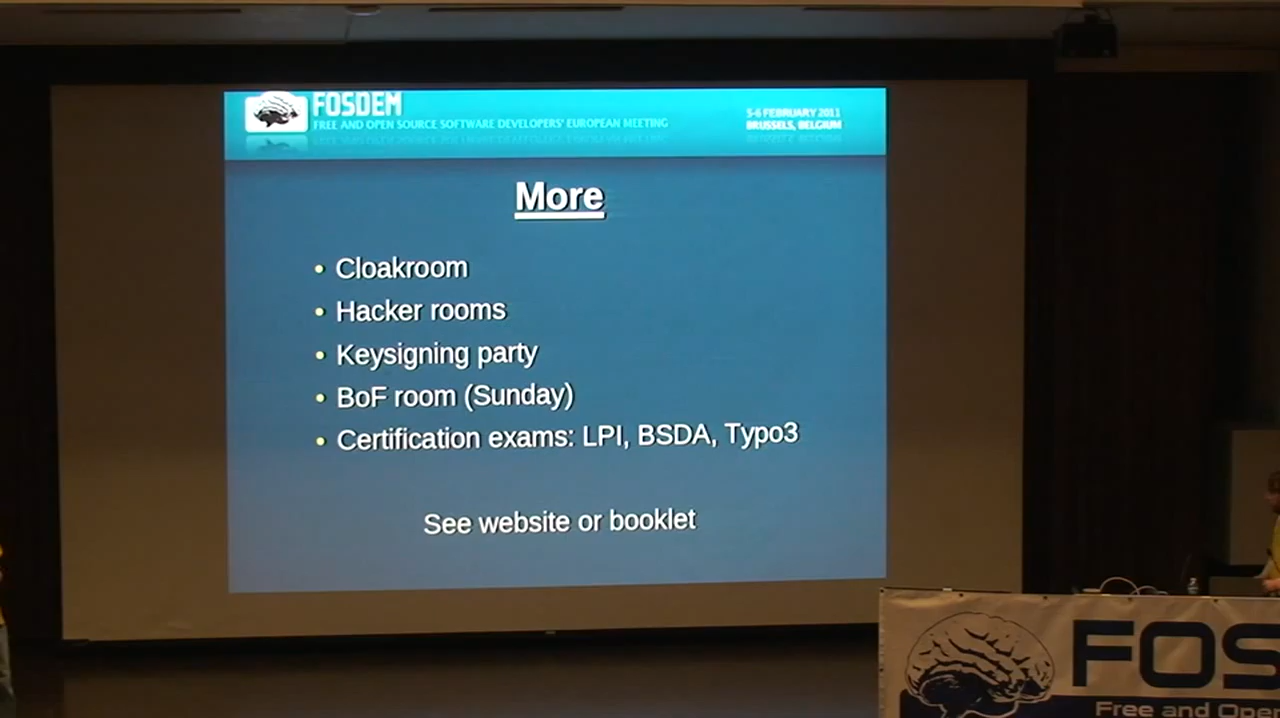 FOSDEM
FREE AND OPEN SOURCE SOFTWARE DEVELOPERS' EUROPEAN MEETING
5-6 FEBRUARY 2011
BRUSSELS, BELGIUM
More
• Cloakroom
• Hacker rooms
• Keysigning party
• BoF room (Sunday)
• Certification exams: LPI, BSDA, Typo3
See website or booklet
FOS
Free and Open